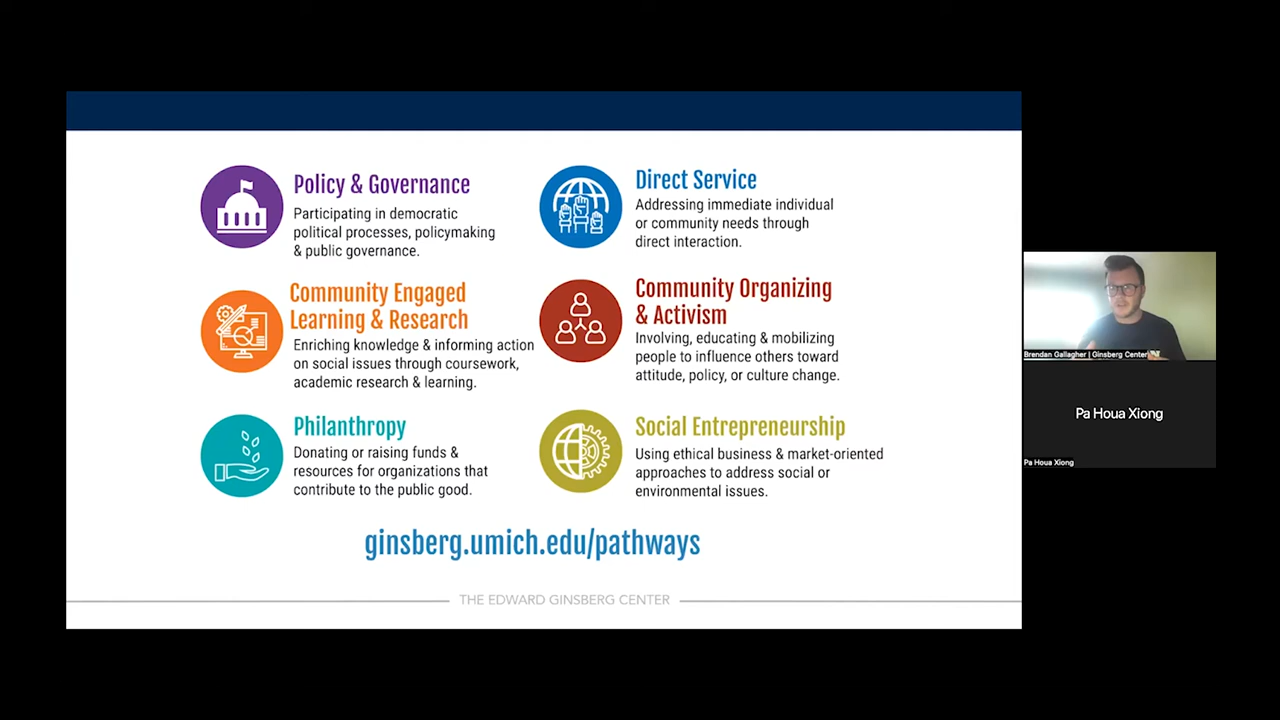 Policy & Governance
Participating in democratic
political processes, policymaking
& public governance.
Direct Service
Addressing immediate individual
or community needs through
direct interaction.
Community Engaged
Learning & Research
Enriching knowledge & informing action
on social issues through coursework,
academic research & learning.
Community Organizing
& Activism
Involving, educating & mobilizing
people to influence others toward
attitude, policy, or culture change.
Philanthropy
Donating or raising funds &
resources for organizations that
contribute to the public good.
Social Entrepreneurship
Using ethical business & market-oriented
approaches to address social or
environmental issues.
ginsberg.umich.edu/pathways
THE EDWARD GINSBERG CENTER
Brendan Gallagher | Ginsberg Center
Pa Houa Xiong
Pa Houa Xiong